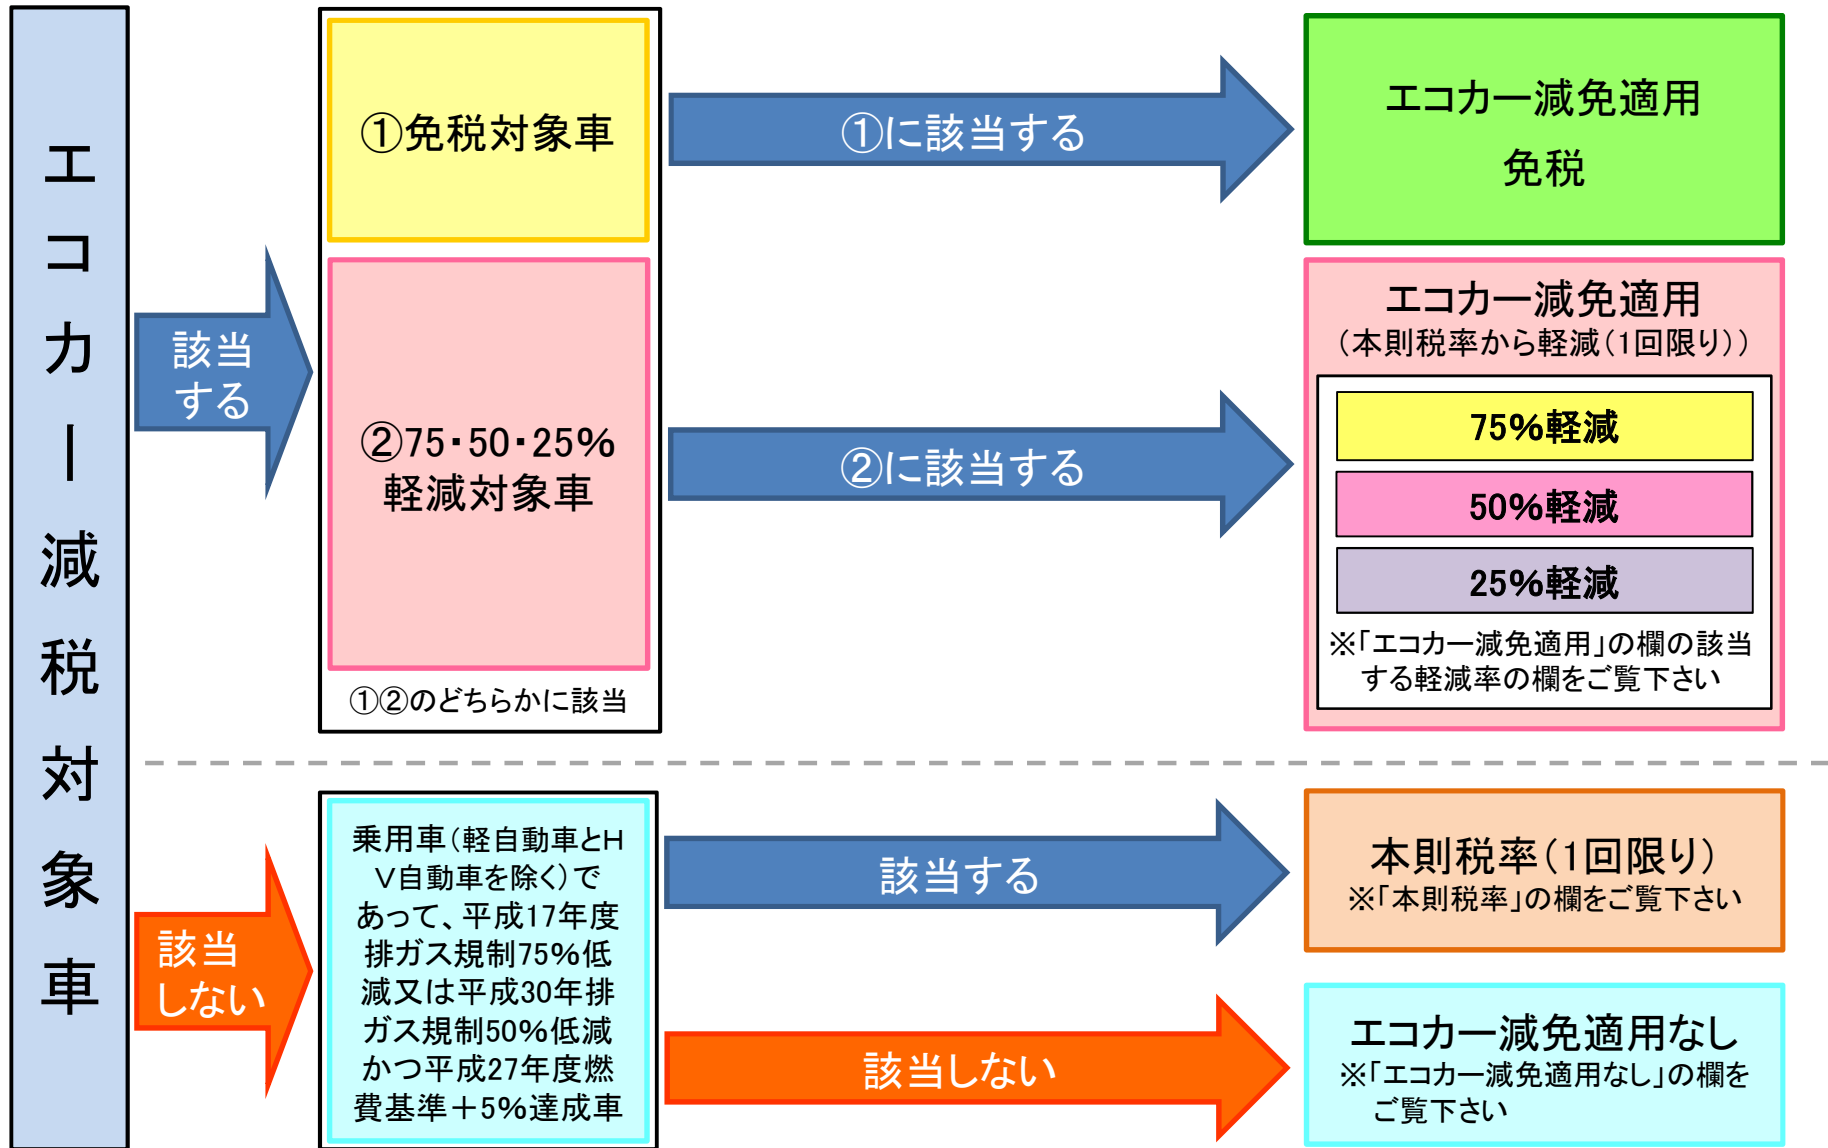 エコカー減税対象車
該当
する
①免税対象車
①に該当する
エコカー減免適用
免税
②75・50・25%
軽減対象車
①②のどちらかに該当
②に該当する
エコカー減免適用
（本則税率から軽減（1回限り））
75%軽減
50%軽減
25%軽減
※「エコカー減免適用」の欄の該当
する軽減率の欄をご覧下さい
該当
しない
乗用車（軽自動車とH
V自動車を除く）で
あって、平成17年度
排ガス規制75%低
減又は平成30年排
ガス規制50%低減
かつ平成27年度燃
費基準＋5%達成車
該当する
本則税率（1回限り）
※「本則税率」の欄をご覧下さい
該当しない
エコカー減免適用なし
※「エコカー減免適用なし」の欄を
ご覧下さい